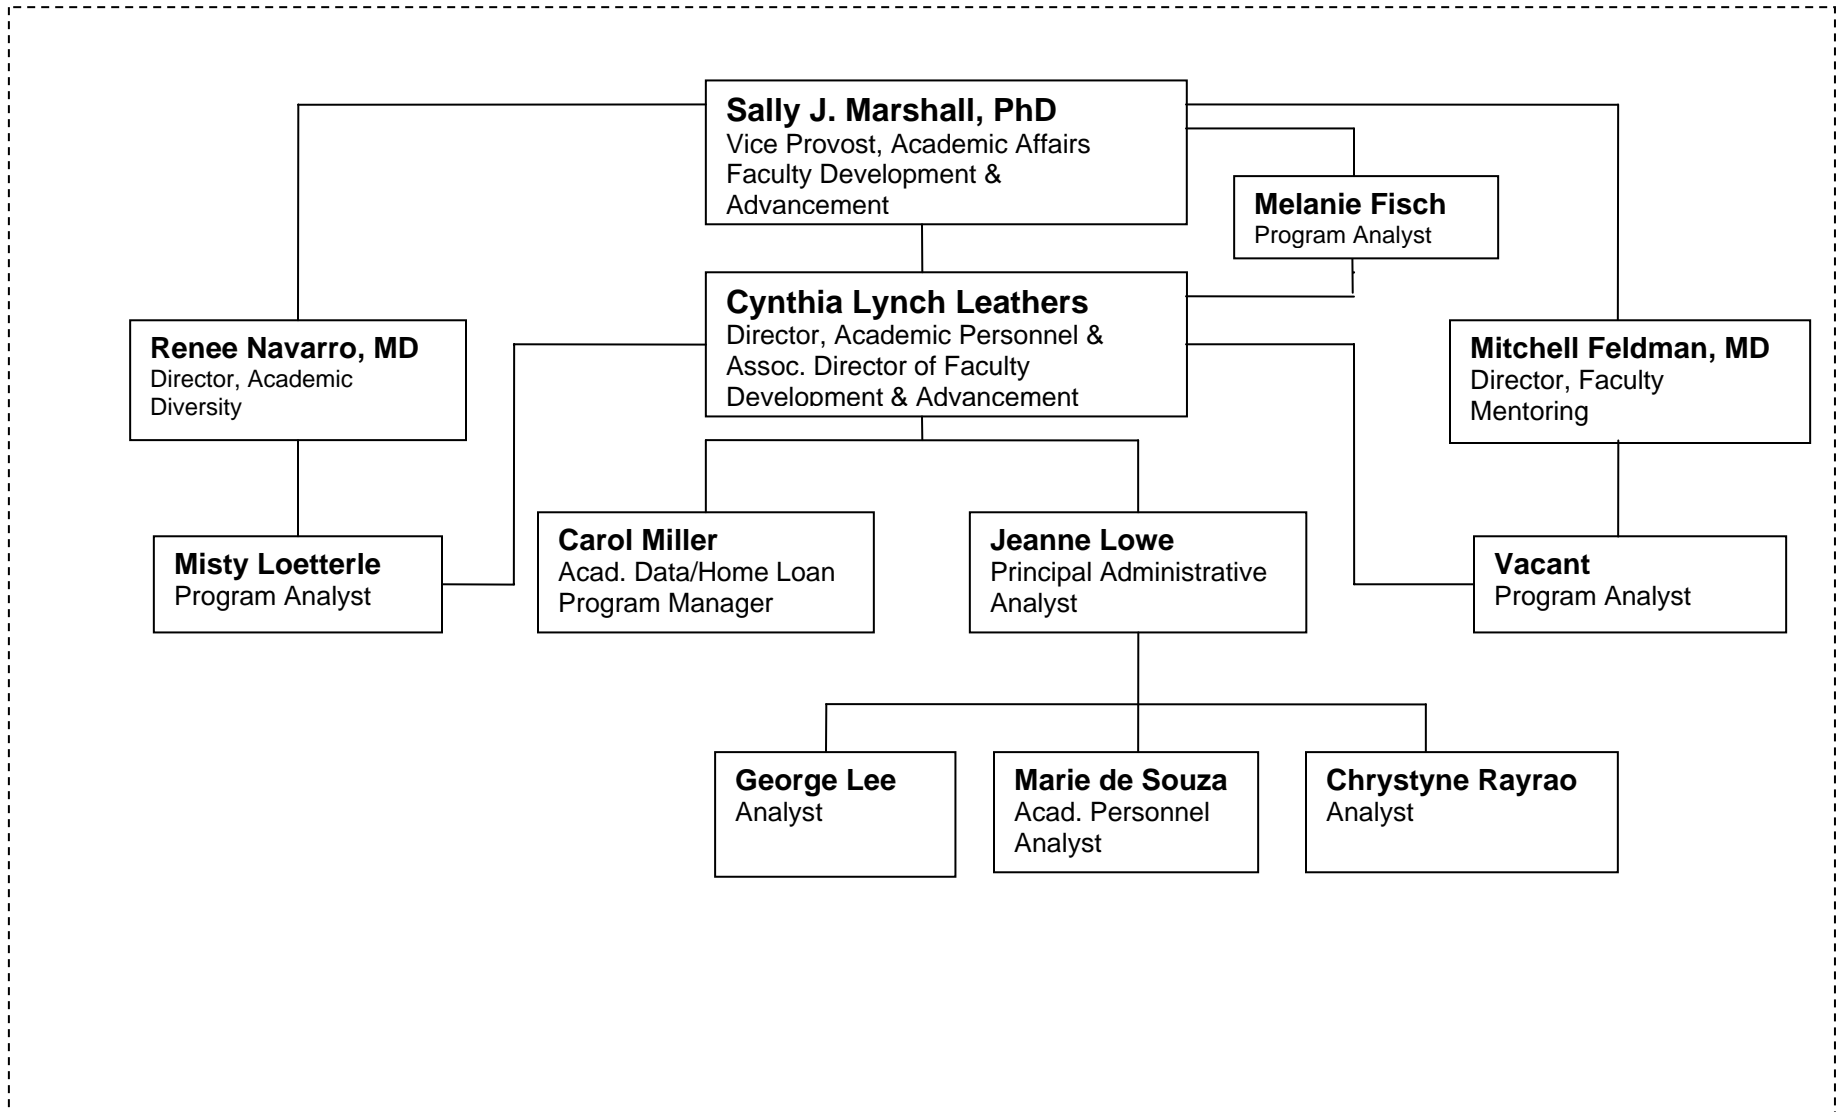 Sally J. Marshall, PhD
Vice Provost, Academic Affairs
Faculty Development &
Advancement
Melanie Fisch
Program Analyst
Cynthia Lynch Leathers
Director, Academic Personnel &
Assoc. Director of Faculty
Development & Advancement
Renee Navarro, MD
Director, Academic
Diversity
Mitchell Feldman, MD
Director, Faculty
Mentoring
Misty Loetterle
Program Analyst
Carol Miller
Acad. Data/Home Loan
Program Manager
Jeanne Lowe
Principal Administrative
Analyst
Vacant
Program Analyst
George Lee
Analyst
Marie de Souza
Acad. Personnel
Analyst
Chrystyne Rayrao
Analyst